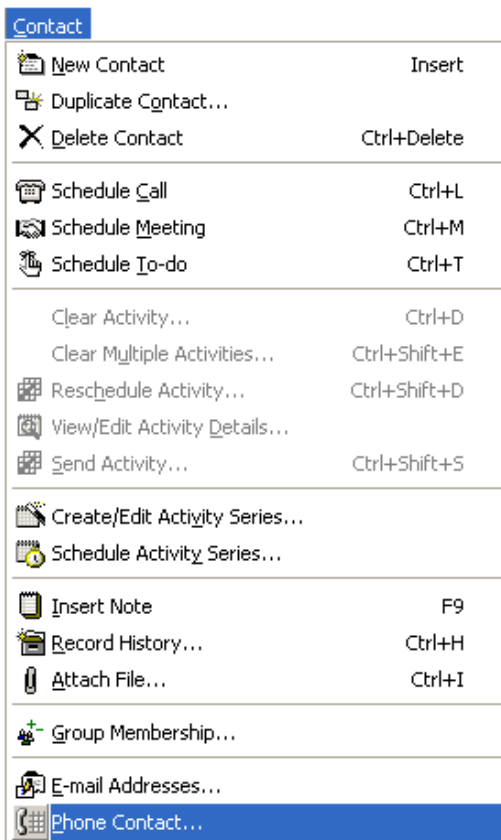 Contact
New Contact Insert
Duplicate Contact...
Delete Contact Ctrl+Delete
Schedule Call Ctrl+L
Schedule Meeting Ctrl+M
Schedule To-do Ctrl+T
Clear Activity... Ctrl+D
Clear Multiple Activities... Ctrl+Shift+E
Reschedule Activity... Ctrl+Shift+D
View/Edit Activity Details...
Send Activity... Ctrl+Shift+S
Create/Edit Activity Series...
Schedule Activity Series...
Insert Note F9
Record History... Ctrl+H
Attach File... Ctrl+I
Group Membership...
E-mail Addresses...
Phone Contact...